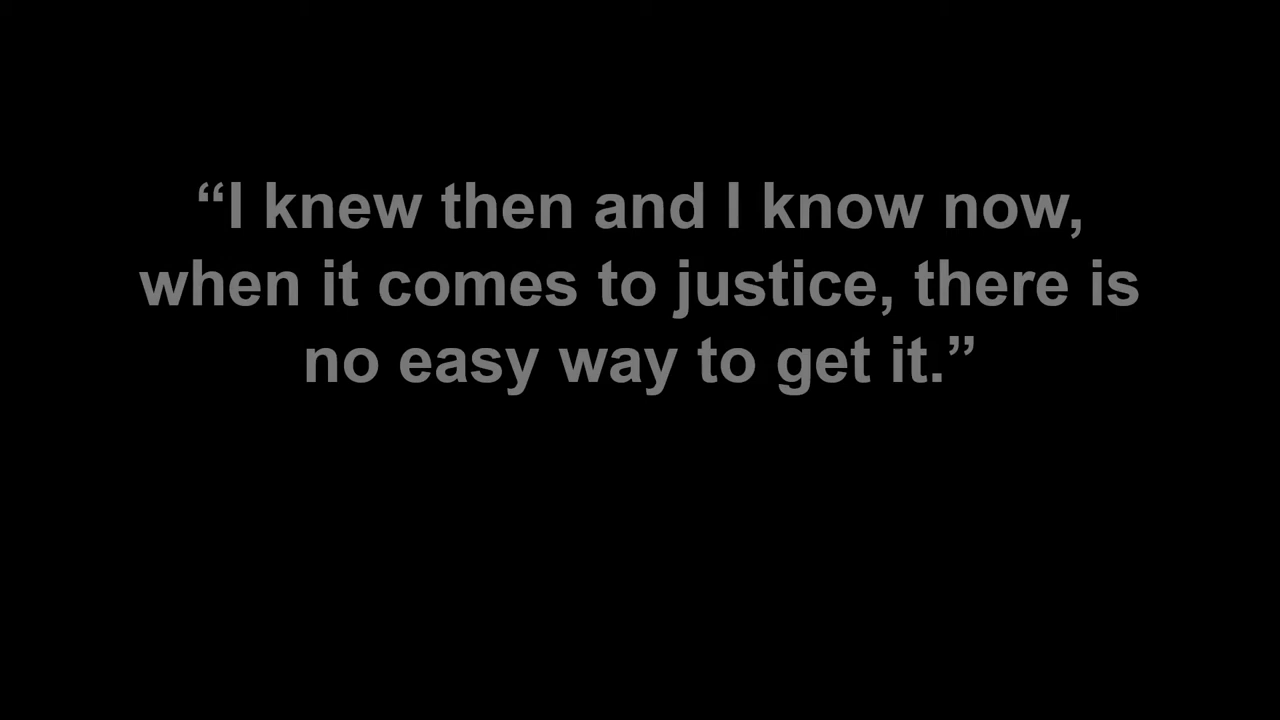 “I knew then and I know now,
when it comes to justice, there is
no easy way to get it.”